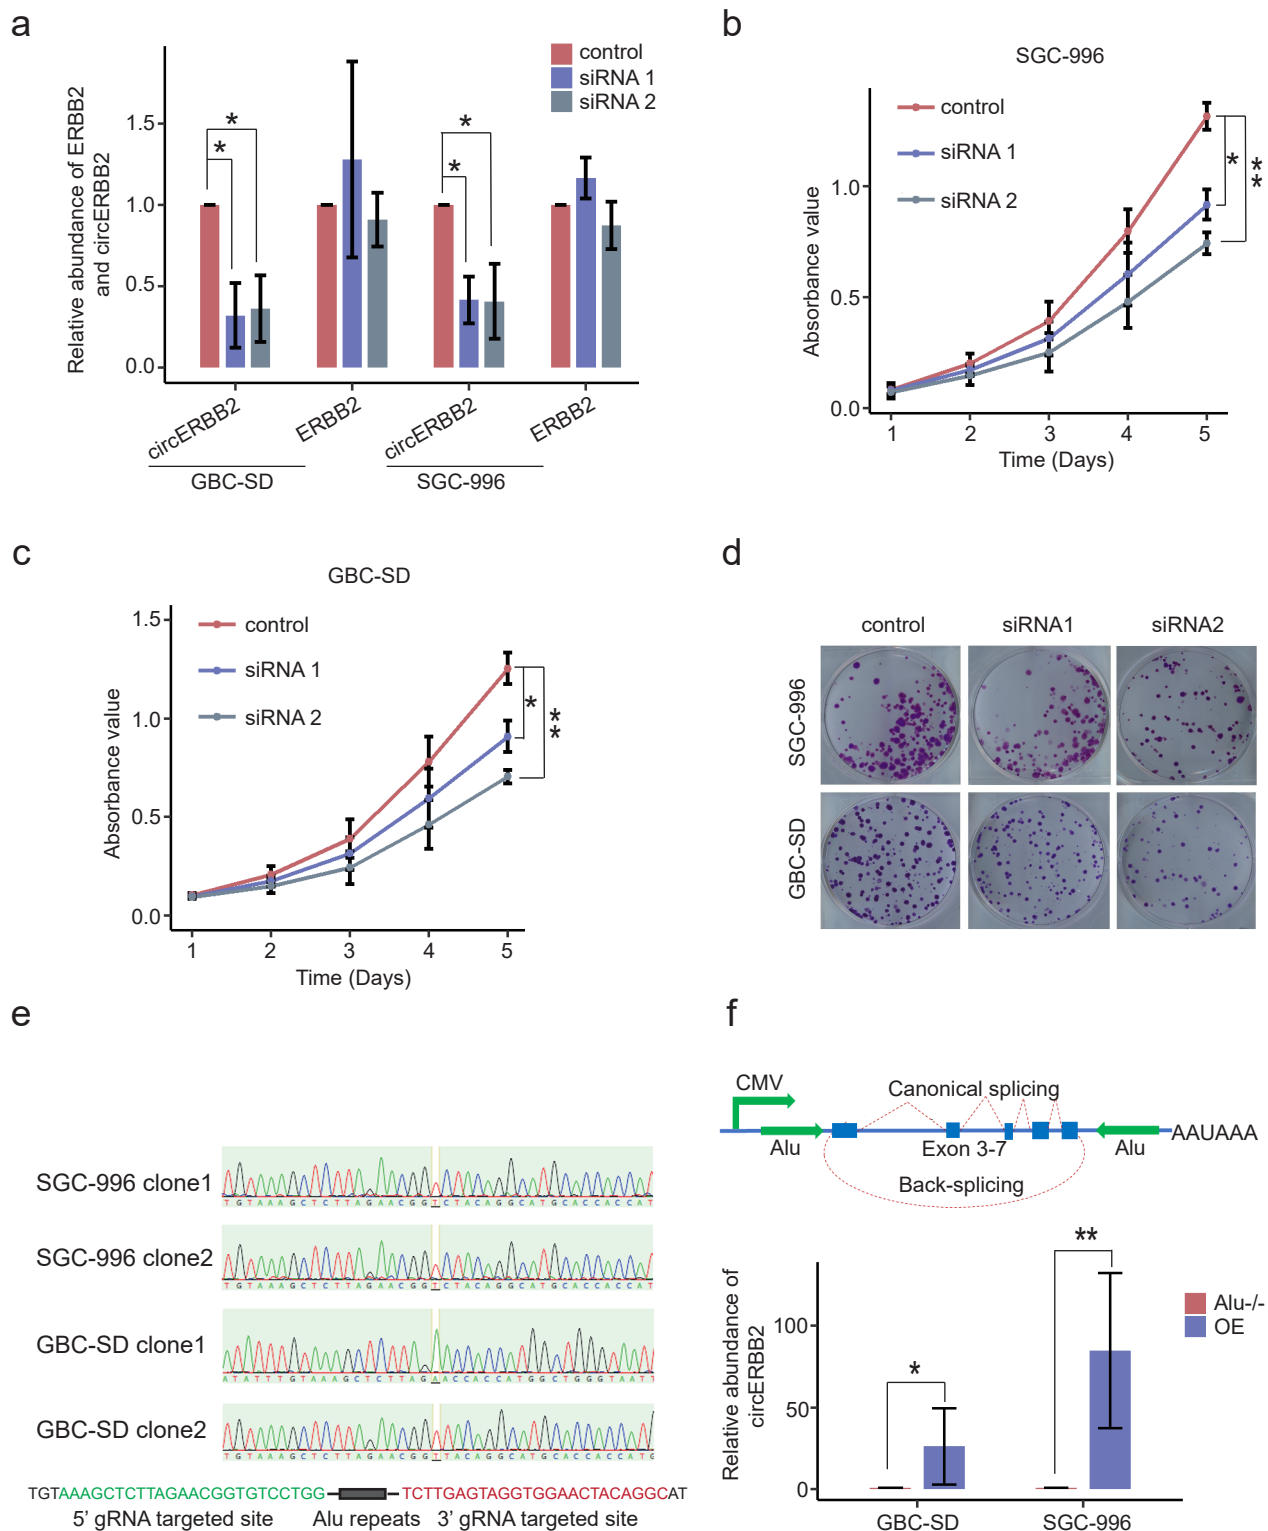 a
control
siRNA 1
siRNA 2
Relative abundance of ERBB2
and circERBB2
1.5
1.0
0.5
0.0
*
*
*
*
circERBB2
ERBB2
circERBB2
ERBB2
GBC-SD
SGC-996
b
SGC-996
control
siRNA 1
siRNA 2
Absorbance value
1.0
0.5
0.0
*
**
1 2 3 4 5
Time (Days)
c
GBC-SD
control
siRNA 1
siRNA 2
Absorbance value
1.5
1.0
0.5
0.0
*
**
1 2 3 4 5
Time (Days)
d
control siRNA1 siRNA2
SGC-996
GBC-SD
e
SGC-996 clone1
TGTAAAGCTCTTAGAACGGTCTACAGGCATGCACCACCAT
SGC-996 clone2
TGTAAAGCTCTTAGAACGGTCTACAGGCATGCACCACCAT
GBC-SD clone1
ATATTTGTAAAGCTCTTAGAACCACCATGGCTGGGTAATT
GBC-SD clone2
TGTAAAGCTCTTAGAACGGTTACAGGCATGCACCACCATG
TGTAAAGCTCTTAGAACGGTGTCCTGG TCTTGAGTAGGTGGAACTACAGGCAT
5’ gRNA targeted site Alu repeats 3’ gRNA targeted site
f
CMV
Canonical splicing
Alu
Exon 3-7
Alu
AAUAAA
Back-splicing
Relative abundance of
circERBB2
100
50
0
*
**
Alu-/-
OE
GBC-SD
SGC-996